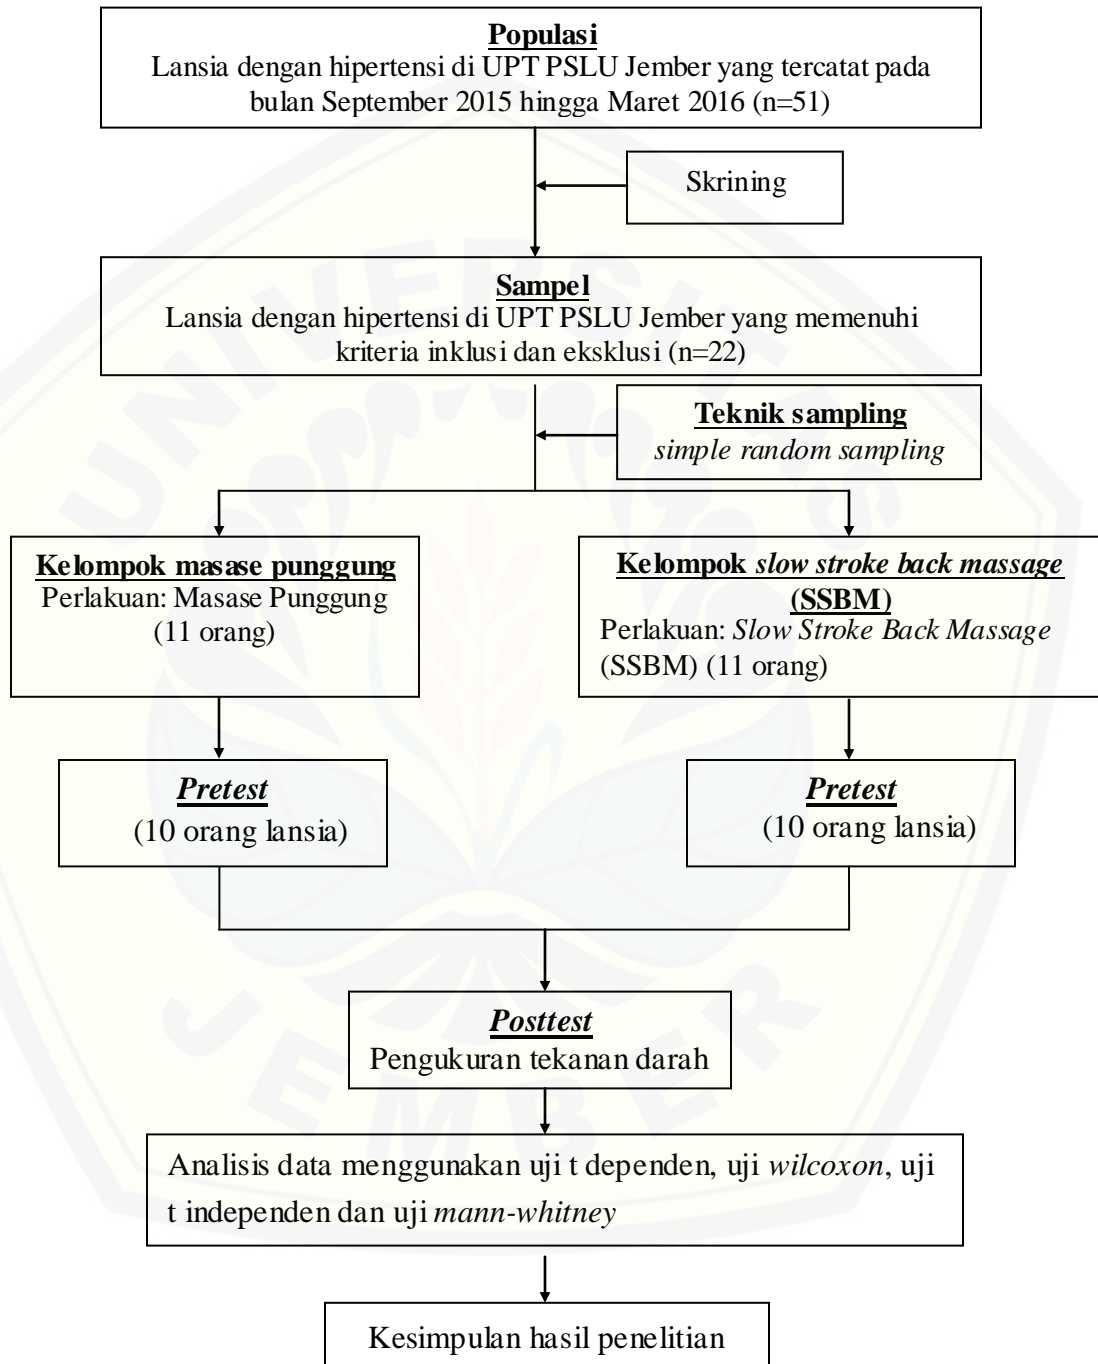 Populasi
Lansia dengan hipertensi di UPT PSLU Jember yang tercatat pada
bulan September 2015 hingga Maret 2016 (n=51)
Skrining
Sampel
Lansia dengan hipertensi di UPT PSLU Jember yang memenuhi
kriteria inklusi dan eksklusi (n=22)
Teknik sampling
simple random sampling
Kelompok masase punggung
Perlakuan: Masase Punggung
(11 orang)
Kelompok slow stroke back massage
(SSBM)
Perlakuan: Slow Stroke Back Massage
(SSBM) (11 orang)
Pretest
(10 orang lansia)
Pretest
(10 orang lansia)
Posttest
Pengukuran tekanan darah
Analisis data menggunakan uji t dependen, uji wilcoxon, uji
t independen dan uji mann-whitney
Kesimpulan hasil penelitian
UNIVERSITAS
JEMBER